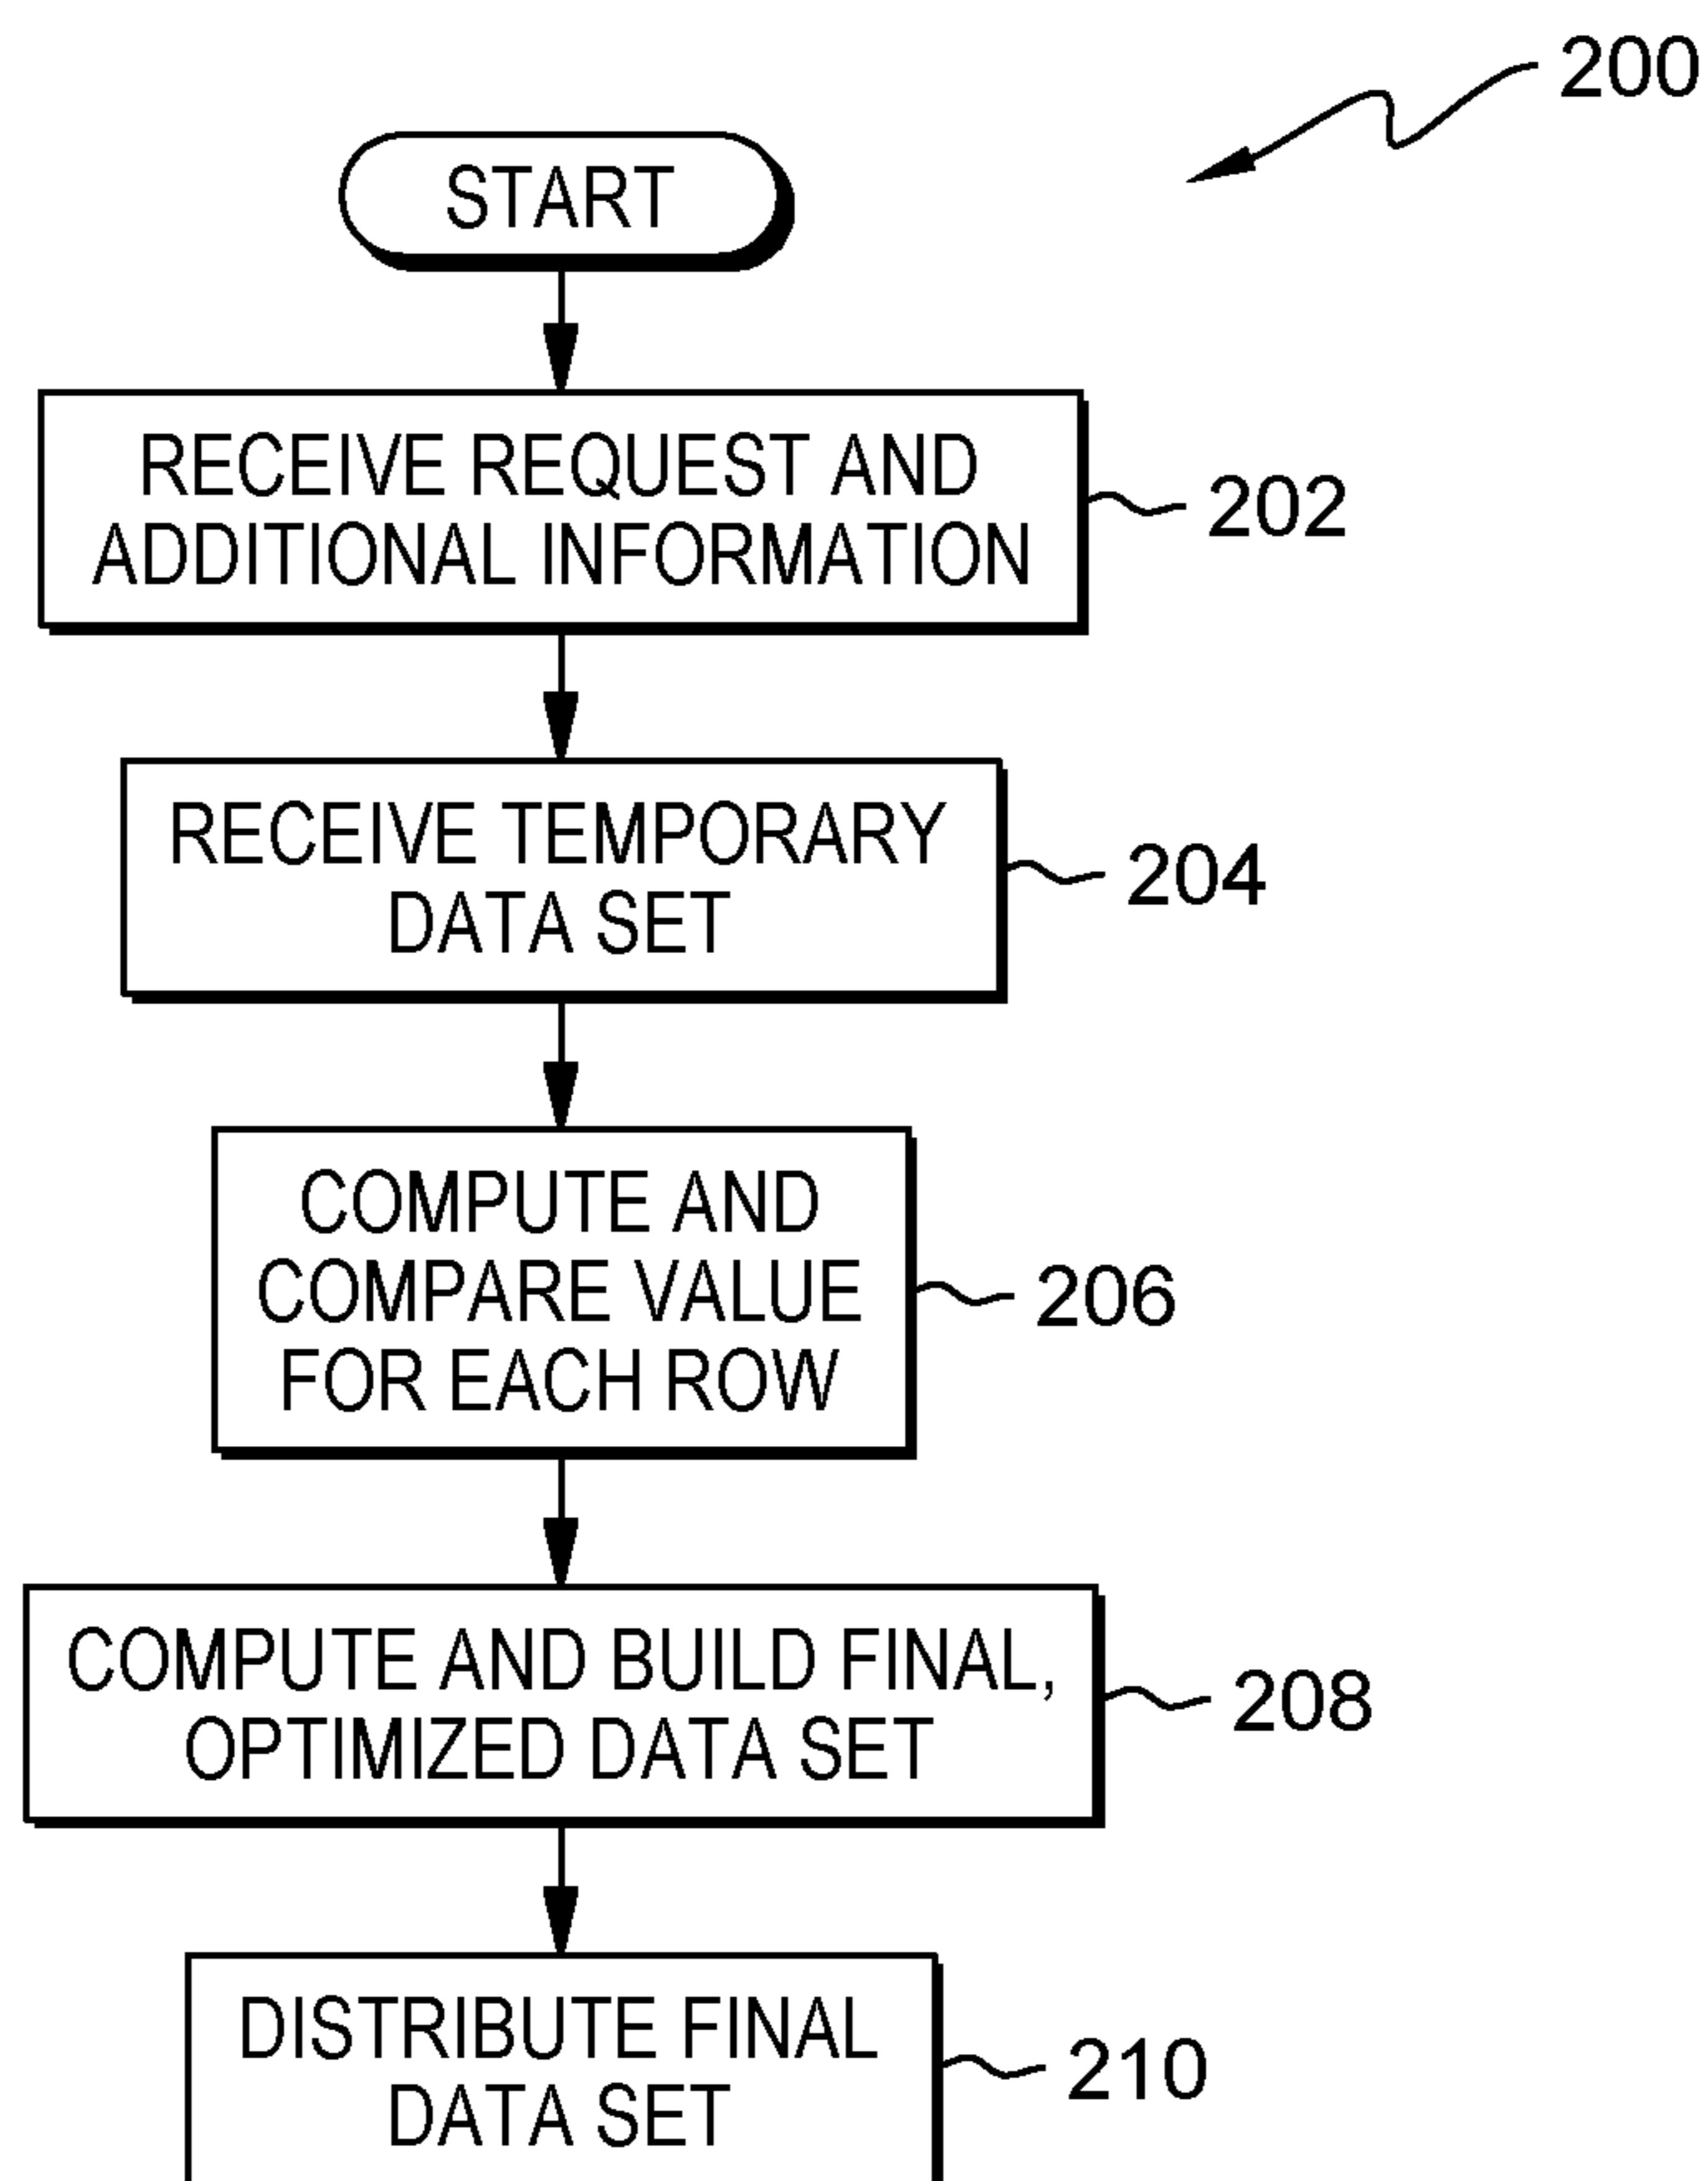 200
START
RECEIVE REQUEST AND
ADDITIONAL INFORMATION
202
RECEIVE TEMPORARY
DATA SET
204
COMPUTE AND
COMPARE VALUE
FOR EACH ROW
206
COMPUTE AND BUILD FINAL,
OPTIMIZED DATA SET
208
DISTRIBUTE FINAL
DATA SET
210